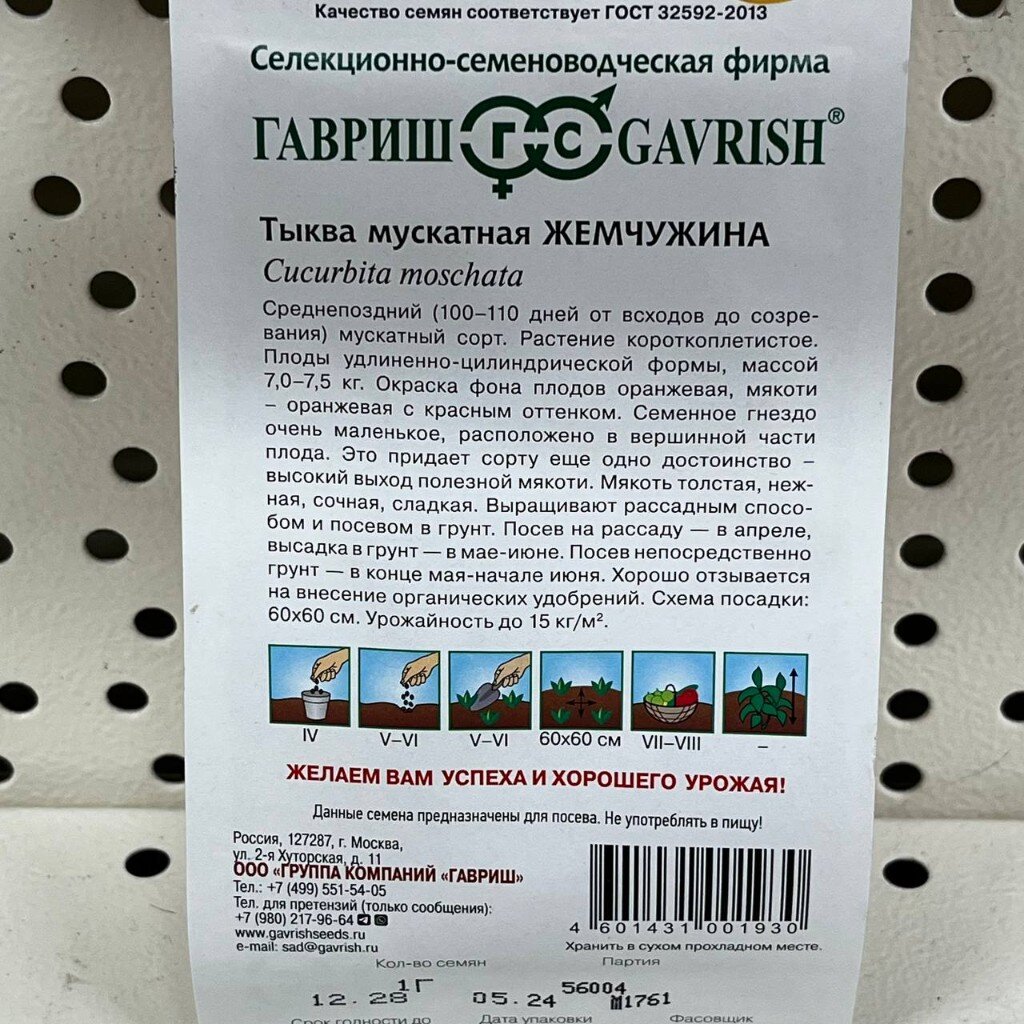 Качество семян соответствует ГОСТ 32592-2013
Селекционно-семеноводческая фирма
ГАВРИШ ГС GAVRISH®
Тыква мускатная ЖЕМЧУЖИНА
Cucurbita moschata
Среднепоздний (100–110 дней от всходов до созре-
вания) мускатный сорт. Растение короткоплетистое.
Плоды удлиненно-цилиндрической формы, массой
7,0–7,5 кг. Окраска фона плодов оранжевая, мякоти
– оранжевая с красным оттенком. Семенное гнездо
очень маленькое, расположено в вершинной части
плода. Это придает сорту еще одно достоинство –
высокий выход полезной мякоти. Мякоть толстая, неж-
ная, сочная, сладкая. Выращивают рассадным спосо-
бом и посевом в грунт. Посев на рассаду — в апреле,
высадка в грунт — в мае-июне. Посев непосредственно
грунт — в конце мая-начале июня. Хорошо отзывается
на внесение органических удобрений. Схема посадки:
60х60 см. Урожайность до 15 кг/м².
IV V–VI V–VI 60х60 см VII–VIII –
ЖЕЛАЕМ ВАМ УСПЕХА И ХОРОШЕГО УРОЖАЯ!
Данные семена предназначены для посева. Не употреблять в пищу!
Россия, 127287, г. Москва,
ул. 2-я Хуторская, д. 11
ООО «ГРУППА КОМПАНИЙ «ГАВРИШ»
Тел.: +7 (499) 551-54-05
Тел. для претензий (только сообщения):
+7 (980) 217-96-64
www.gavrishseeds.ru
e-mail: sad@gavrish.ru
4 601431 001930
Хранить в сухом прохладном месте.
Кол-во семян Партия
1Г 56004
12.28 05.24 М1761
Срок годности до Дата упаковки Фасовщик